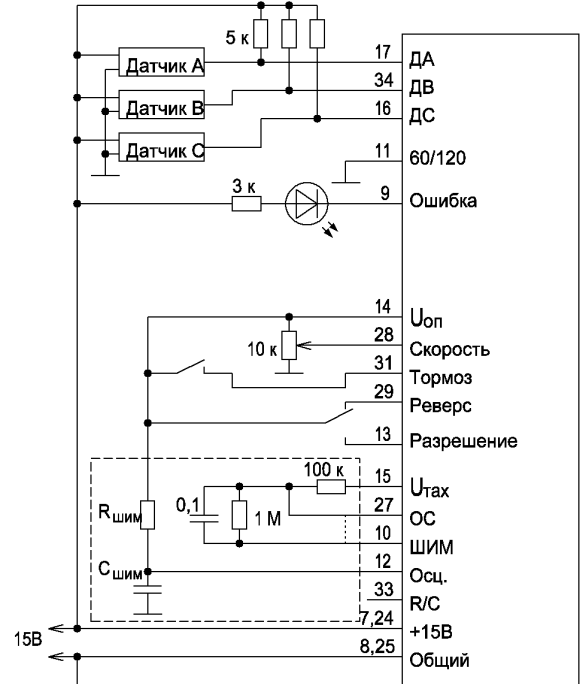 5 к
17 ДА
Датчик А
34 ДВ
Датчик В
16 ДС
Датчик С
11 60/120
3 к
9 Ошибка
14 Uоп
10 к
28 Скорость
31 Тормоз
29 Реверс
13 Разрешение
100 к
15 Uтах
Rшим
0,1
1 М
27 ОС
10 ШИМ
Сшим
12 Осц.
33 R/C
7,24 +15В
15В
8,25 Общий